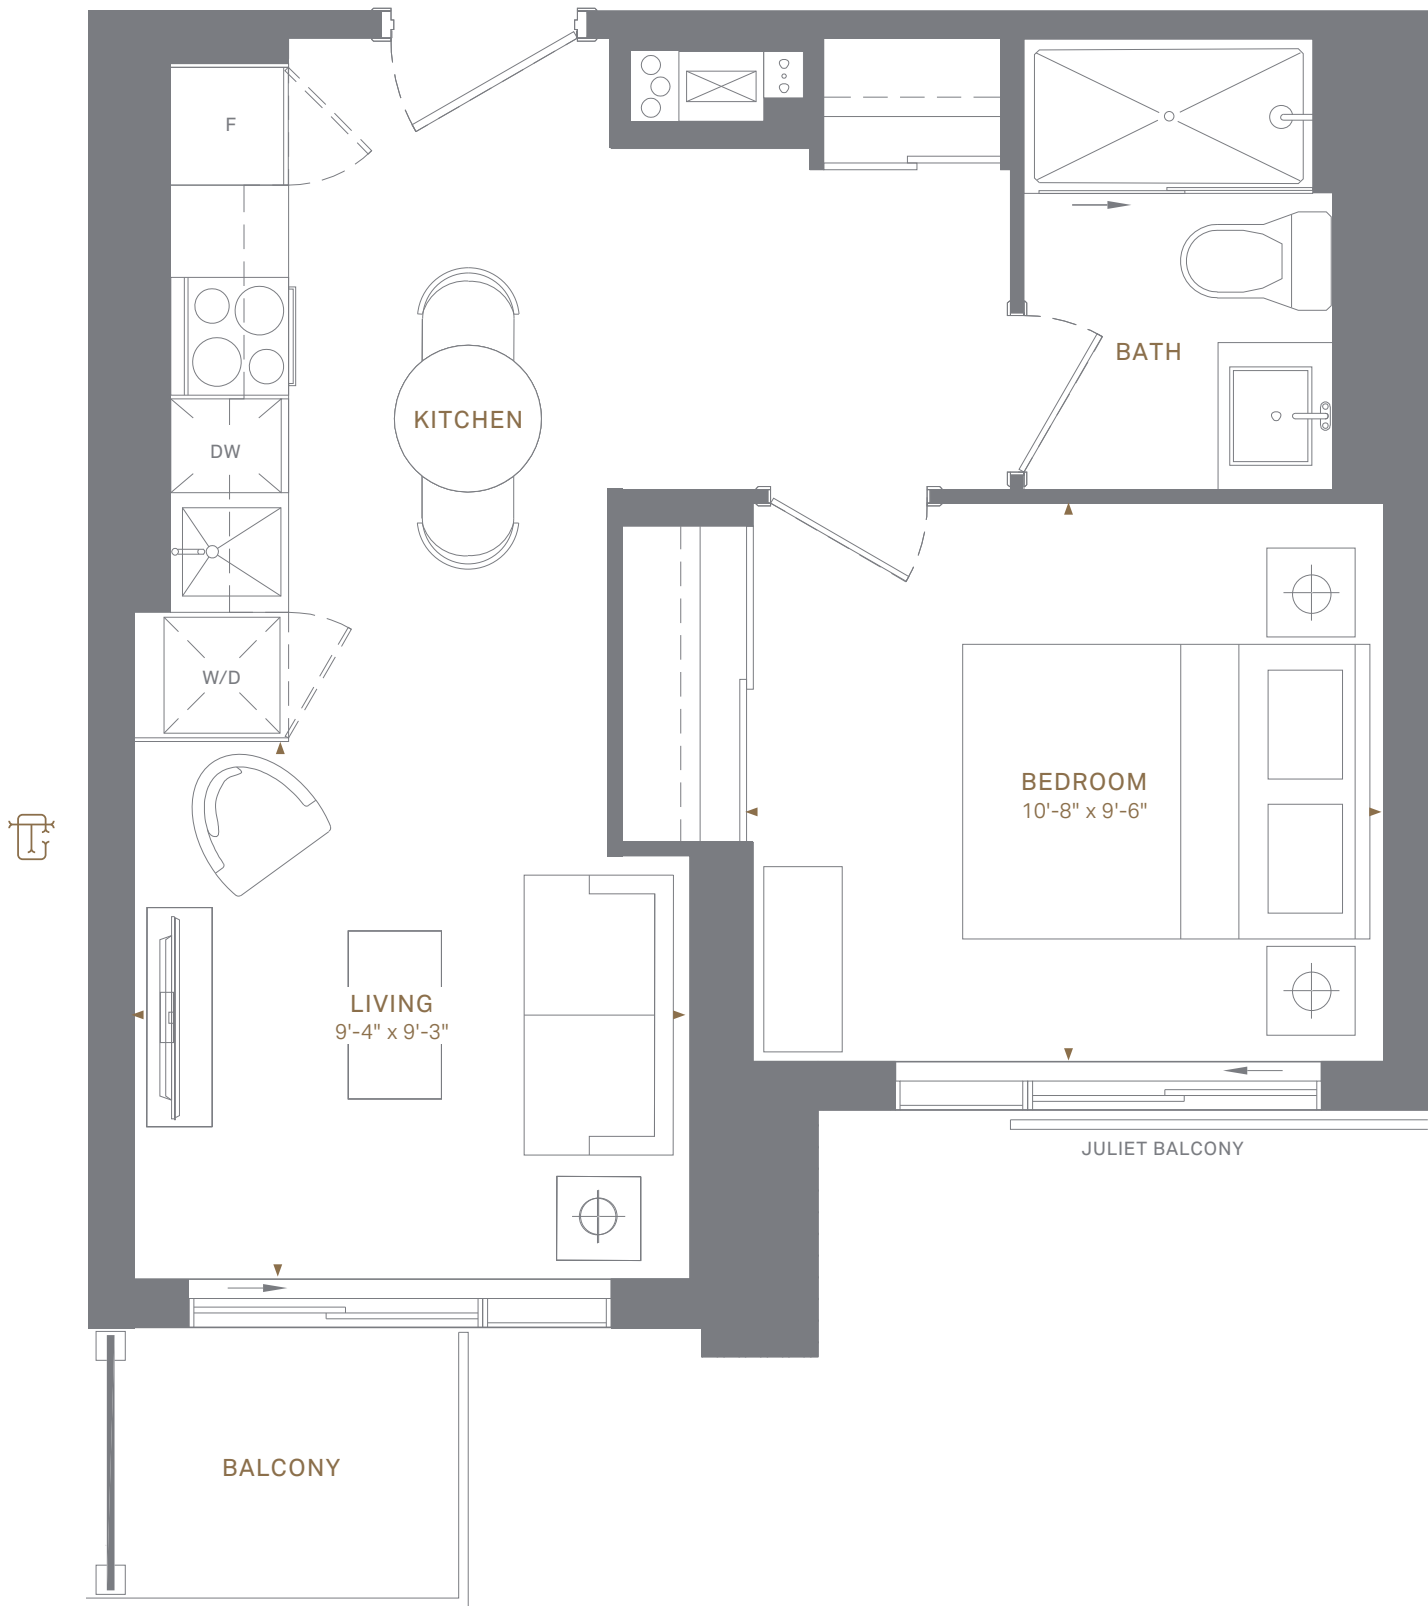 F
BATH
KITCHEN
DW
W/D
BEDROOM
10'-8" x 9'-6"
LIVING
9'-4" x 9'-3"
JULIET BALCONY
BALCONY